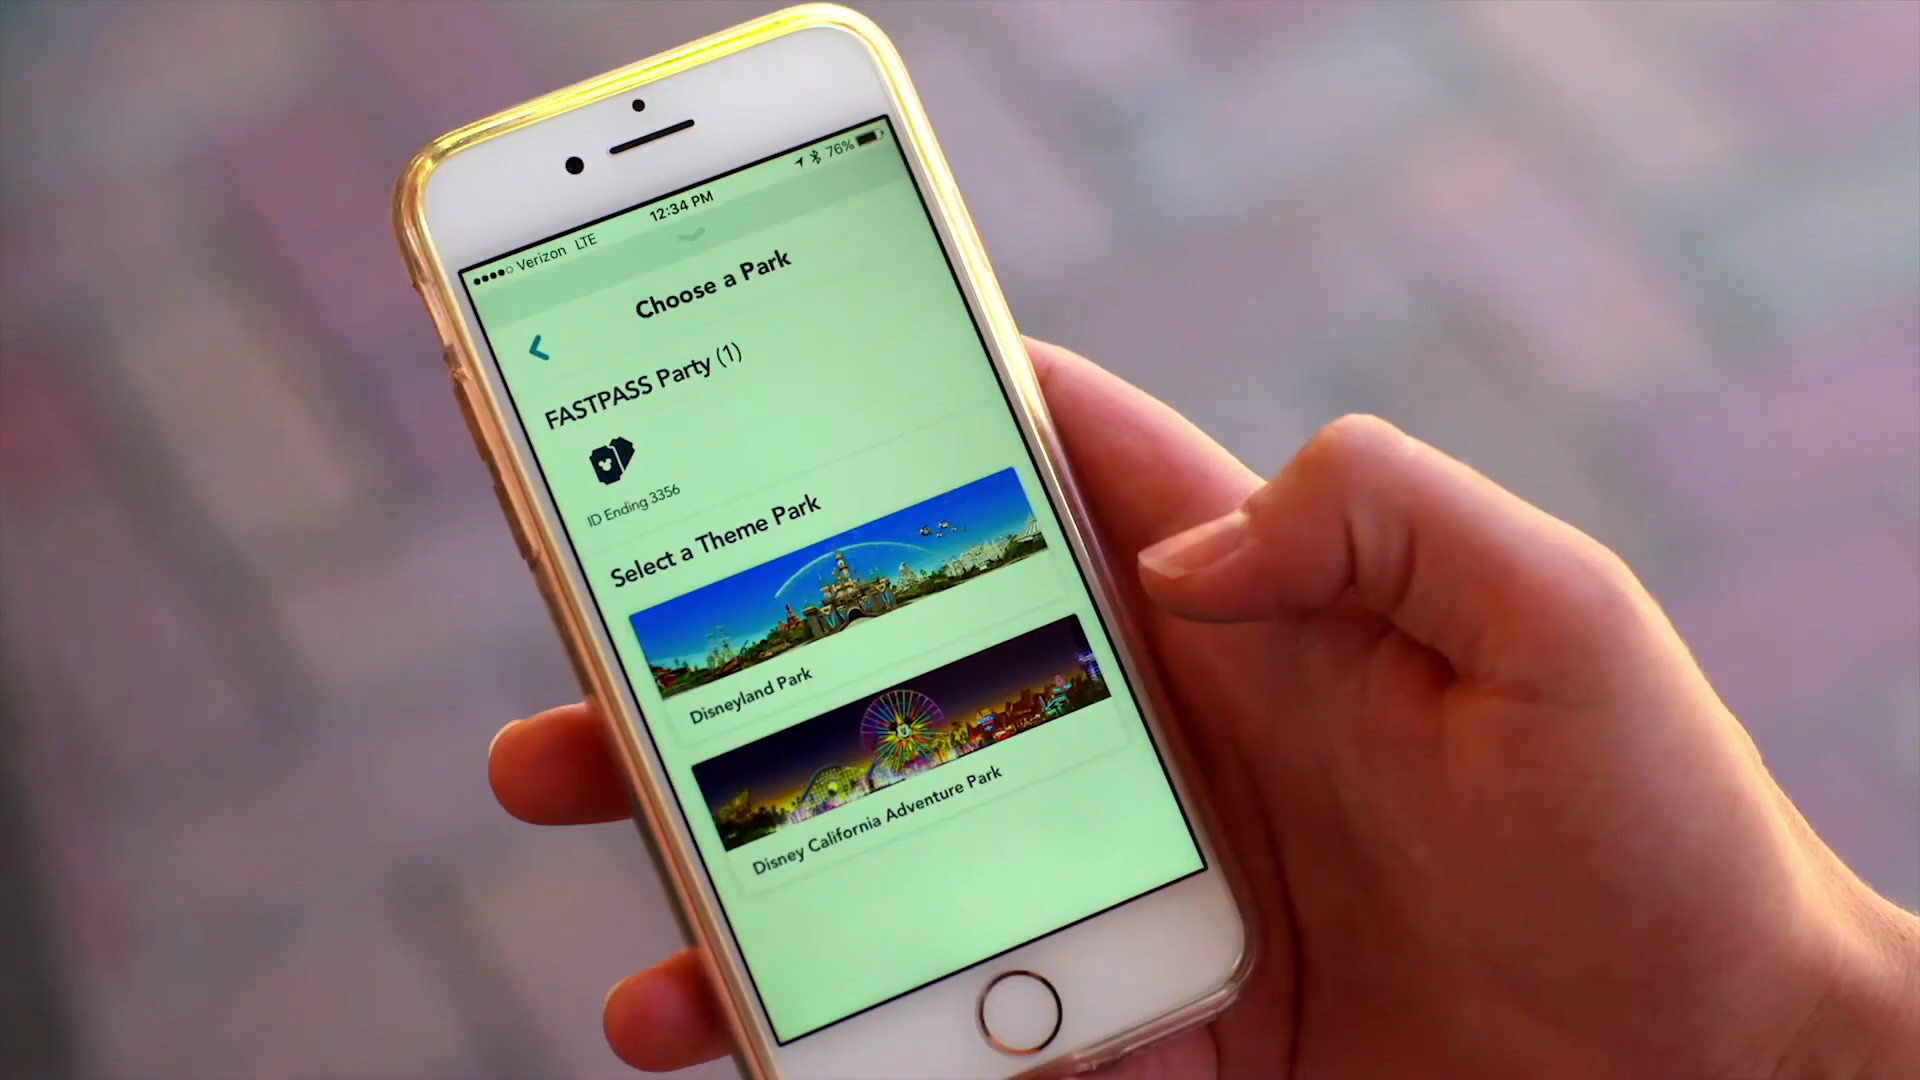 Verizon LTE 12:34 PM 76%
Choose a Park
FASTPASS Party (1)
ID Ending 3356
Select a Theme Park
Disneyland Park
Disney California Adventure Park